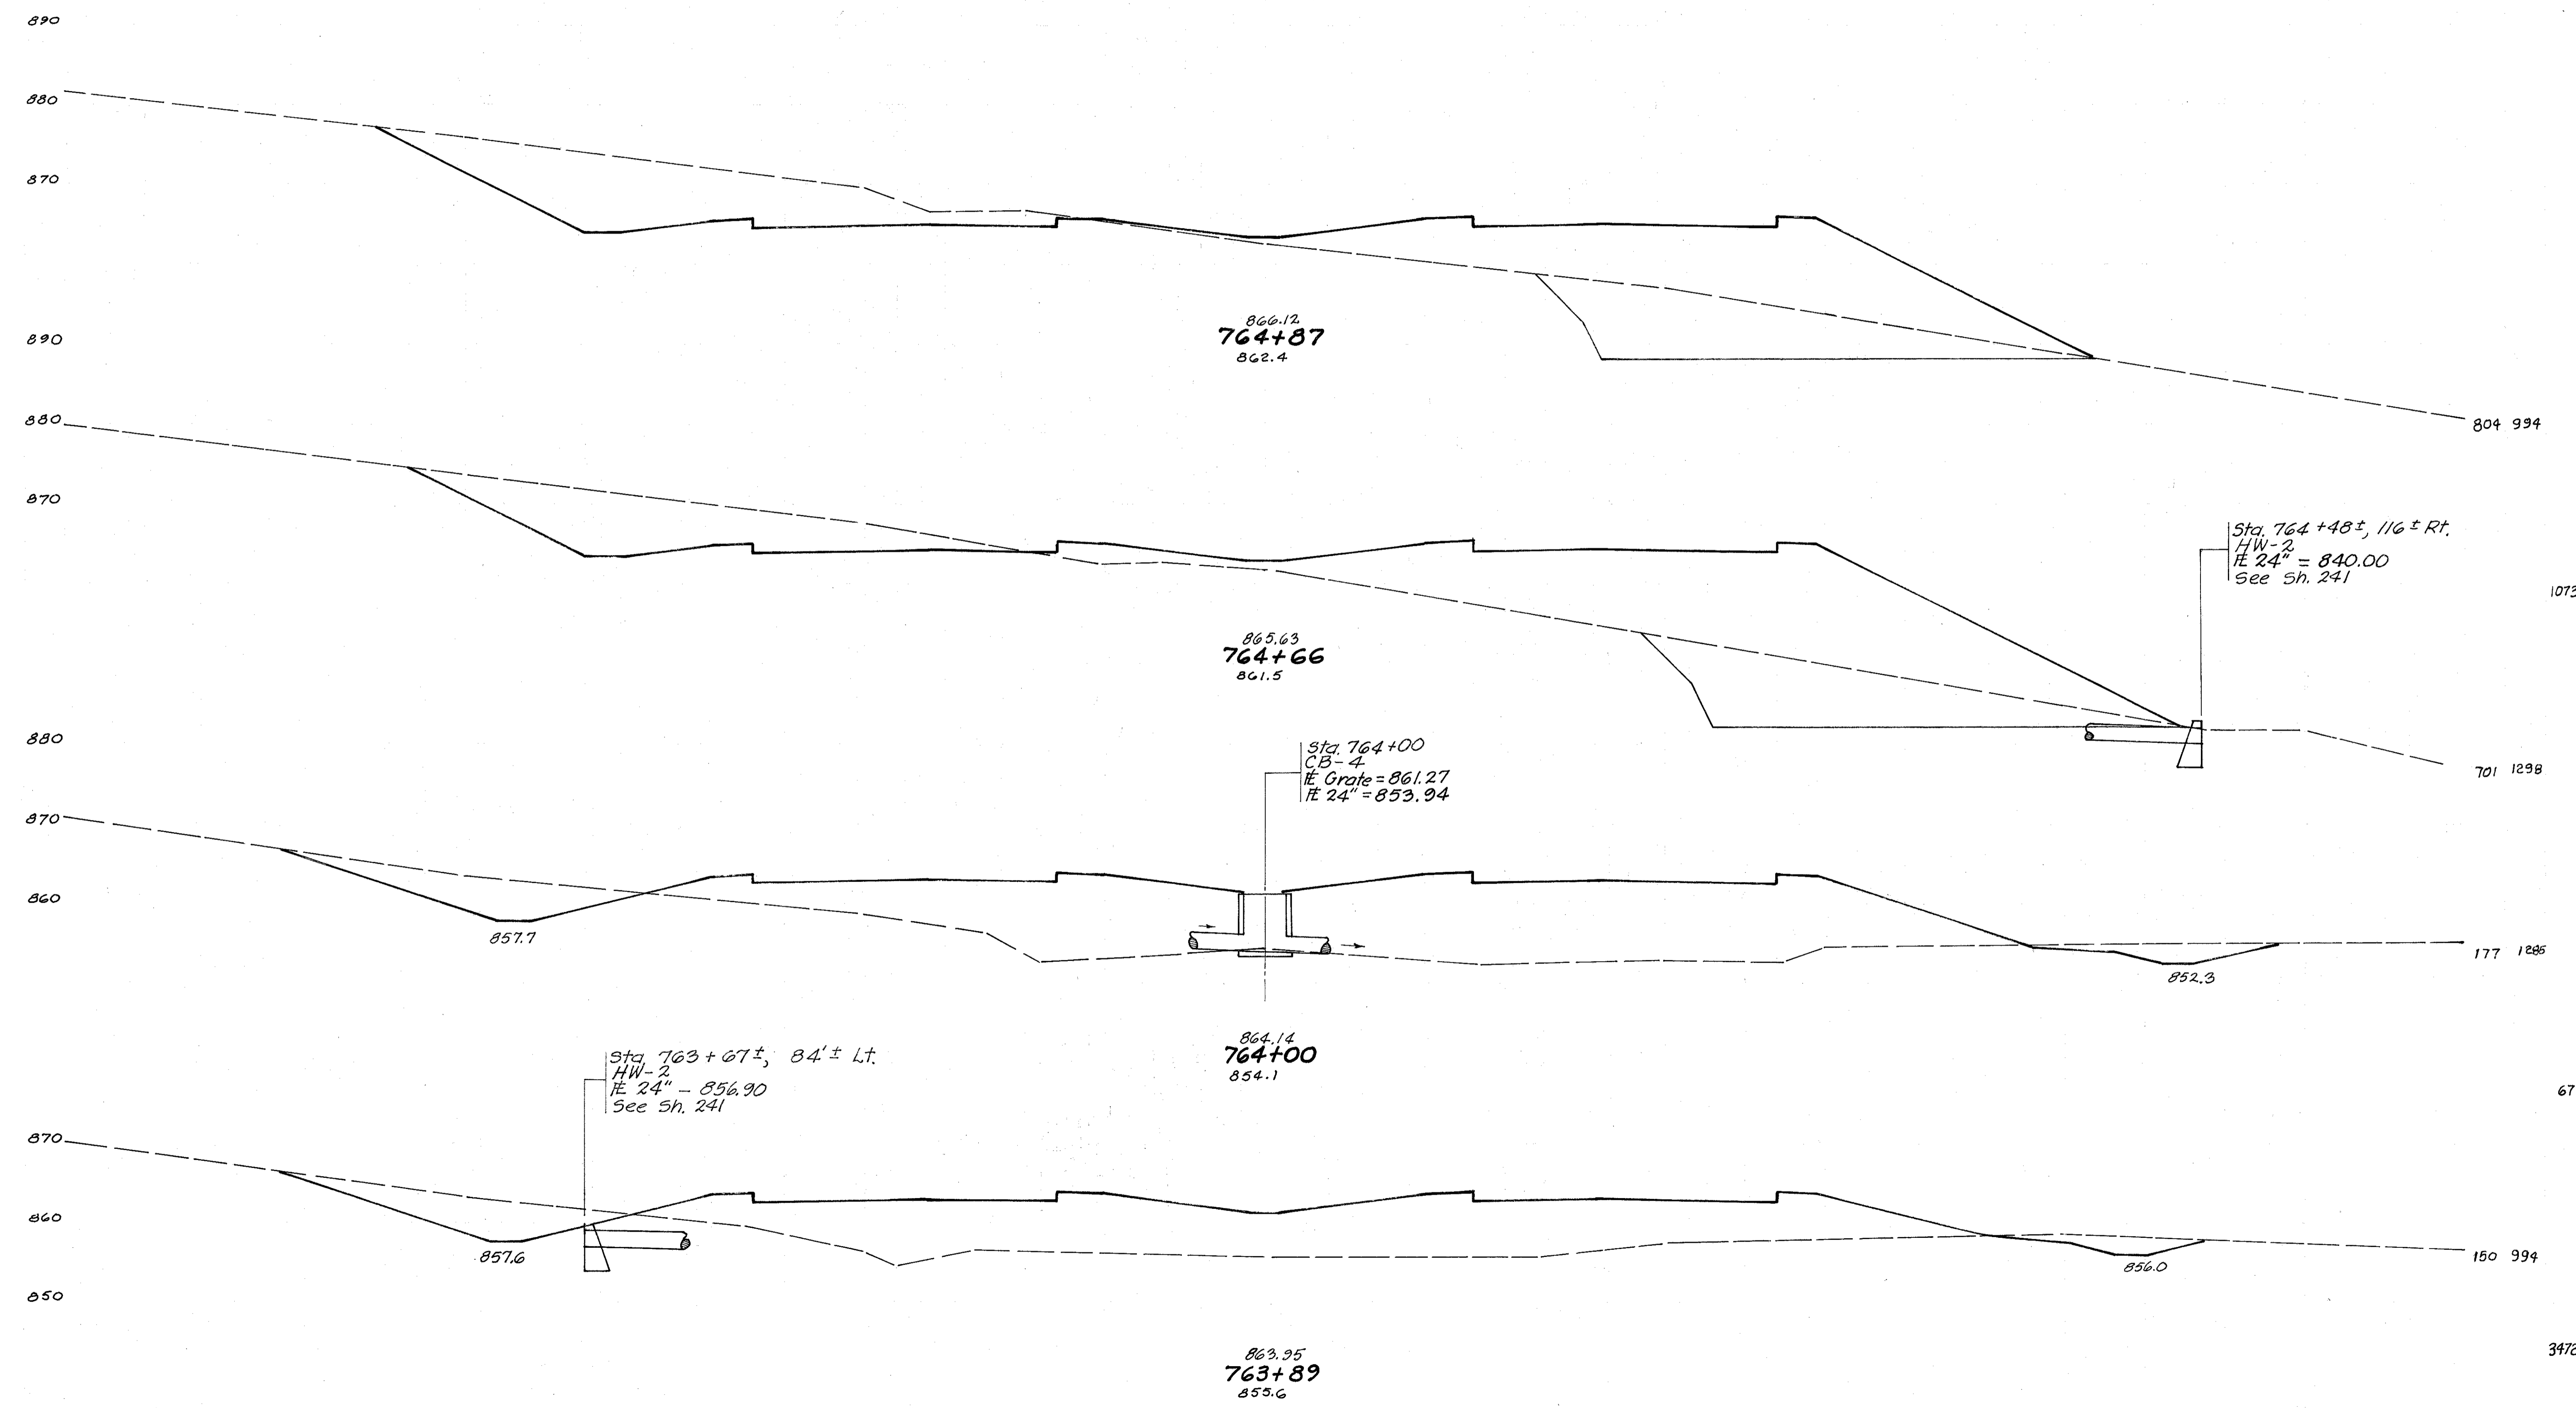 890
880
870
866.12
764+87
862.4
804 994
890
880
870
Sta. 764+48±, 116± Rt.
HW-2
24" = 840.00
See Sh. 241
1073
865.63
764+66
861.5
701 1298
880
870
860
Sta. 764+00
CB-4
Grate = 861.27
24" = 853.94
857.7
852.3
177 1286
864.14
764+00
854.1
Sta. 763+67±, 84'± Lt.
HW-2
24" - 856.90
See Sh. 241
67
870
860
850
857.6
856.0
150 994
863.95
763+89
855.6
3472